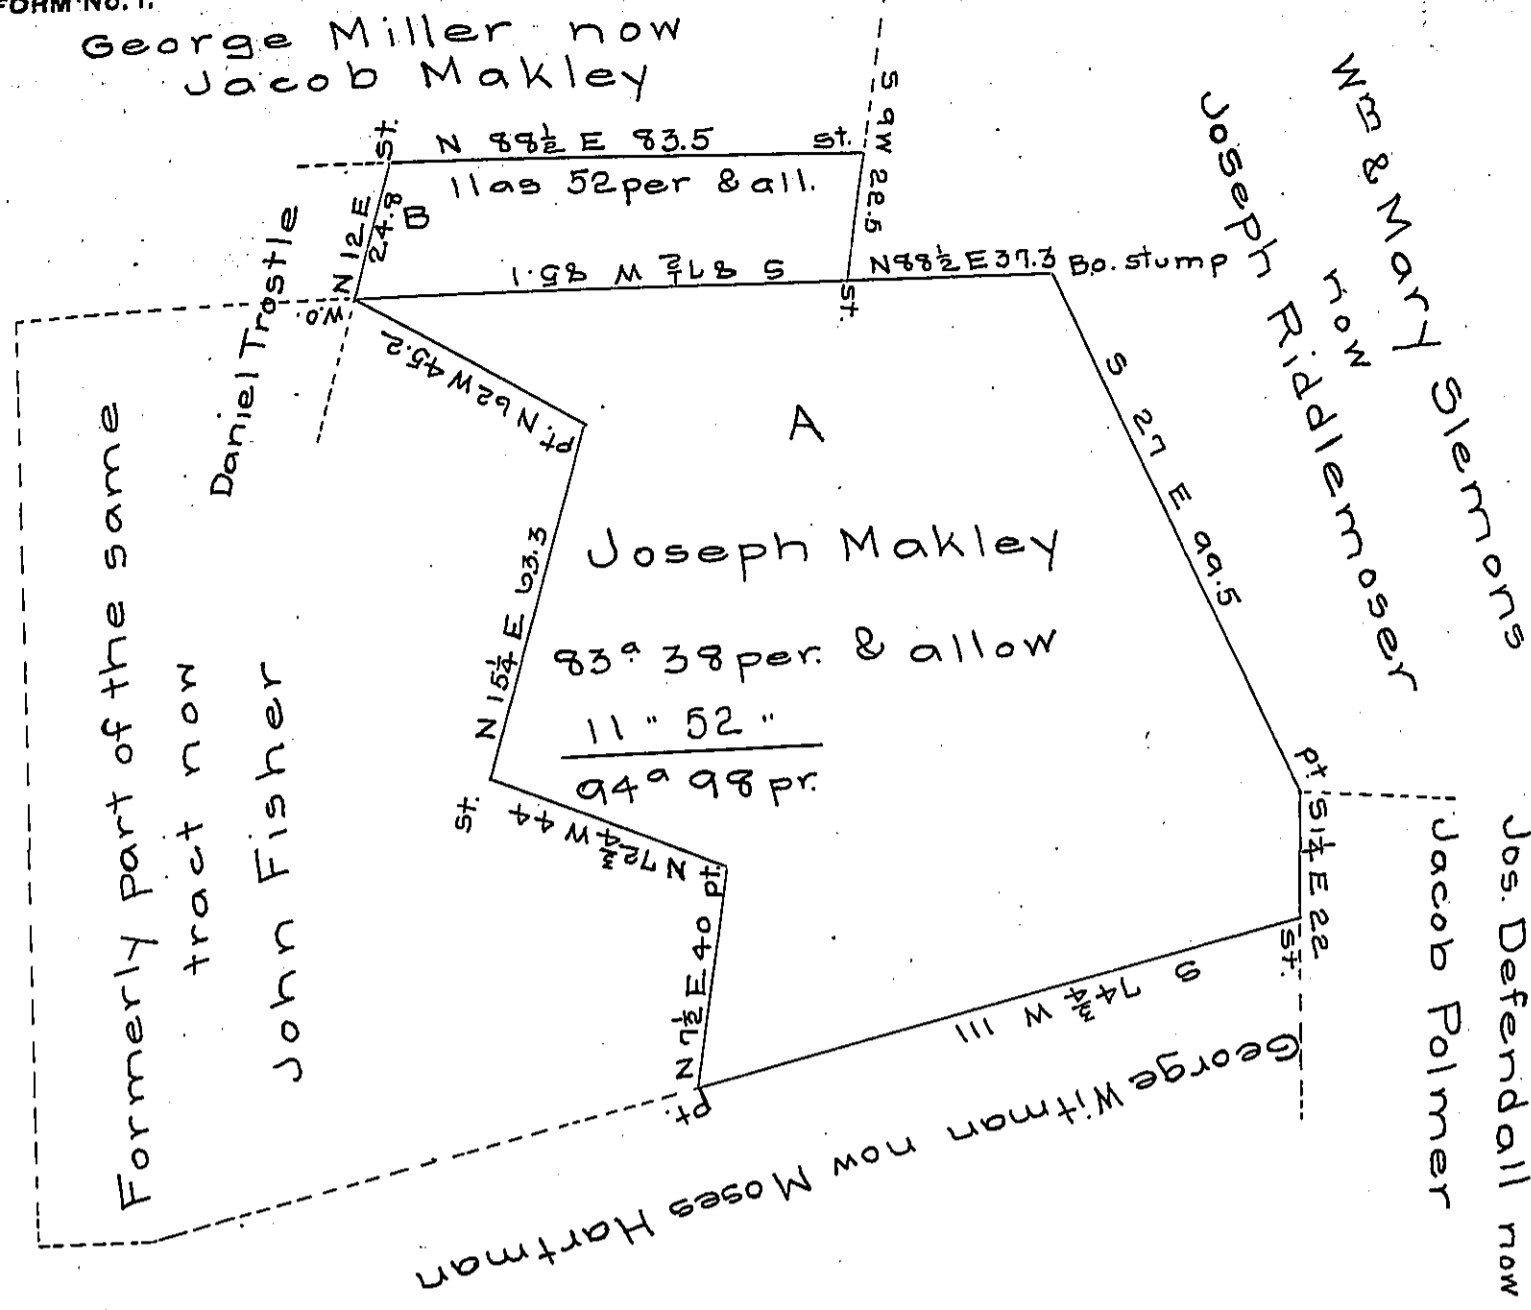 FORM NO. 1.
George Miller now
Jacob Makley
St.
N 88½ E 83.5
St.
S 9 W 22.5
11as 52per & all.
N 12 E
24.8
B
S 87½ W 85.1
N88½ E 37.3 Bo. stump
W.O.
St.
Daniel Trostle
N 62 W 45.2
pt.
A
S 27 E 99.5
Wm & Mary Slemons
now
Joseph Riddlemoser
Joseph Makley
83a 38 per. & allow
11 " 52 "
94a 98 pr.
N 15¼ E 63.3
St.
N 72¾ W 44
pt.
N 7½ E 40
pt.
pt.
pt.
S 1¼ E 22
St.
S 74¾ W 111
Jos. Defendall now
Jacob Polmer
George Witman now Moses Hartman
Formerly part of the same
tract now
John Fisher